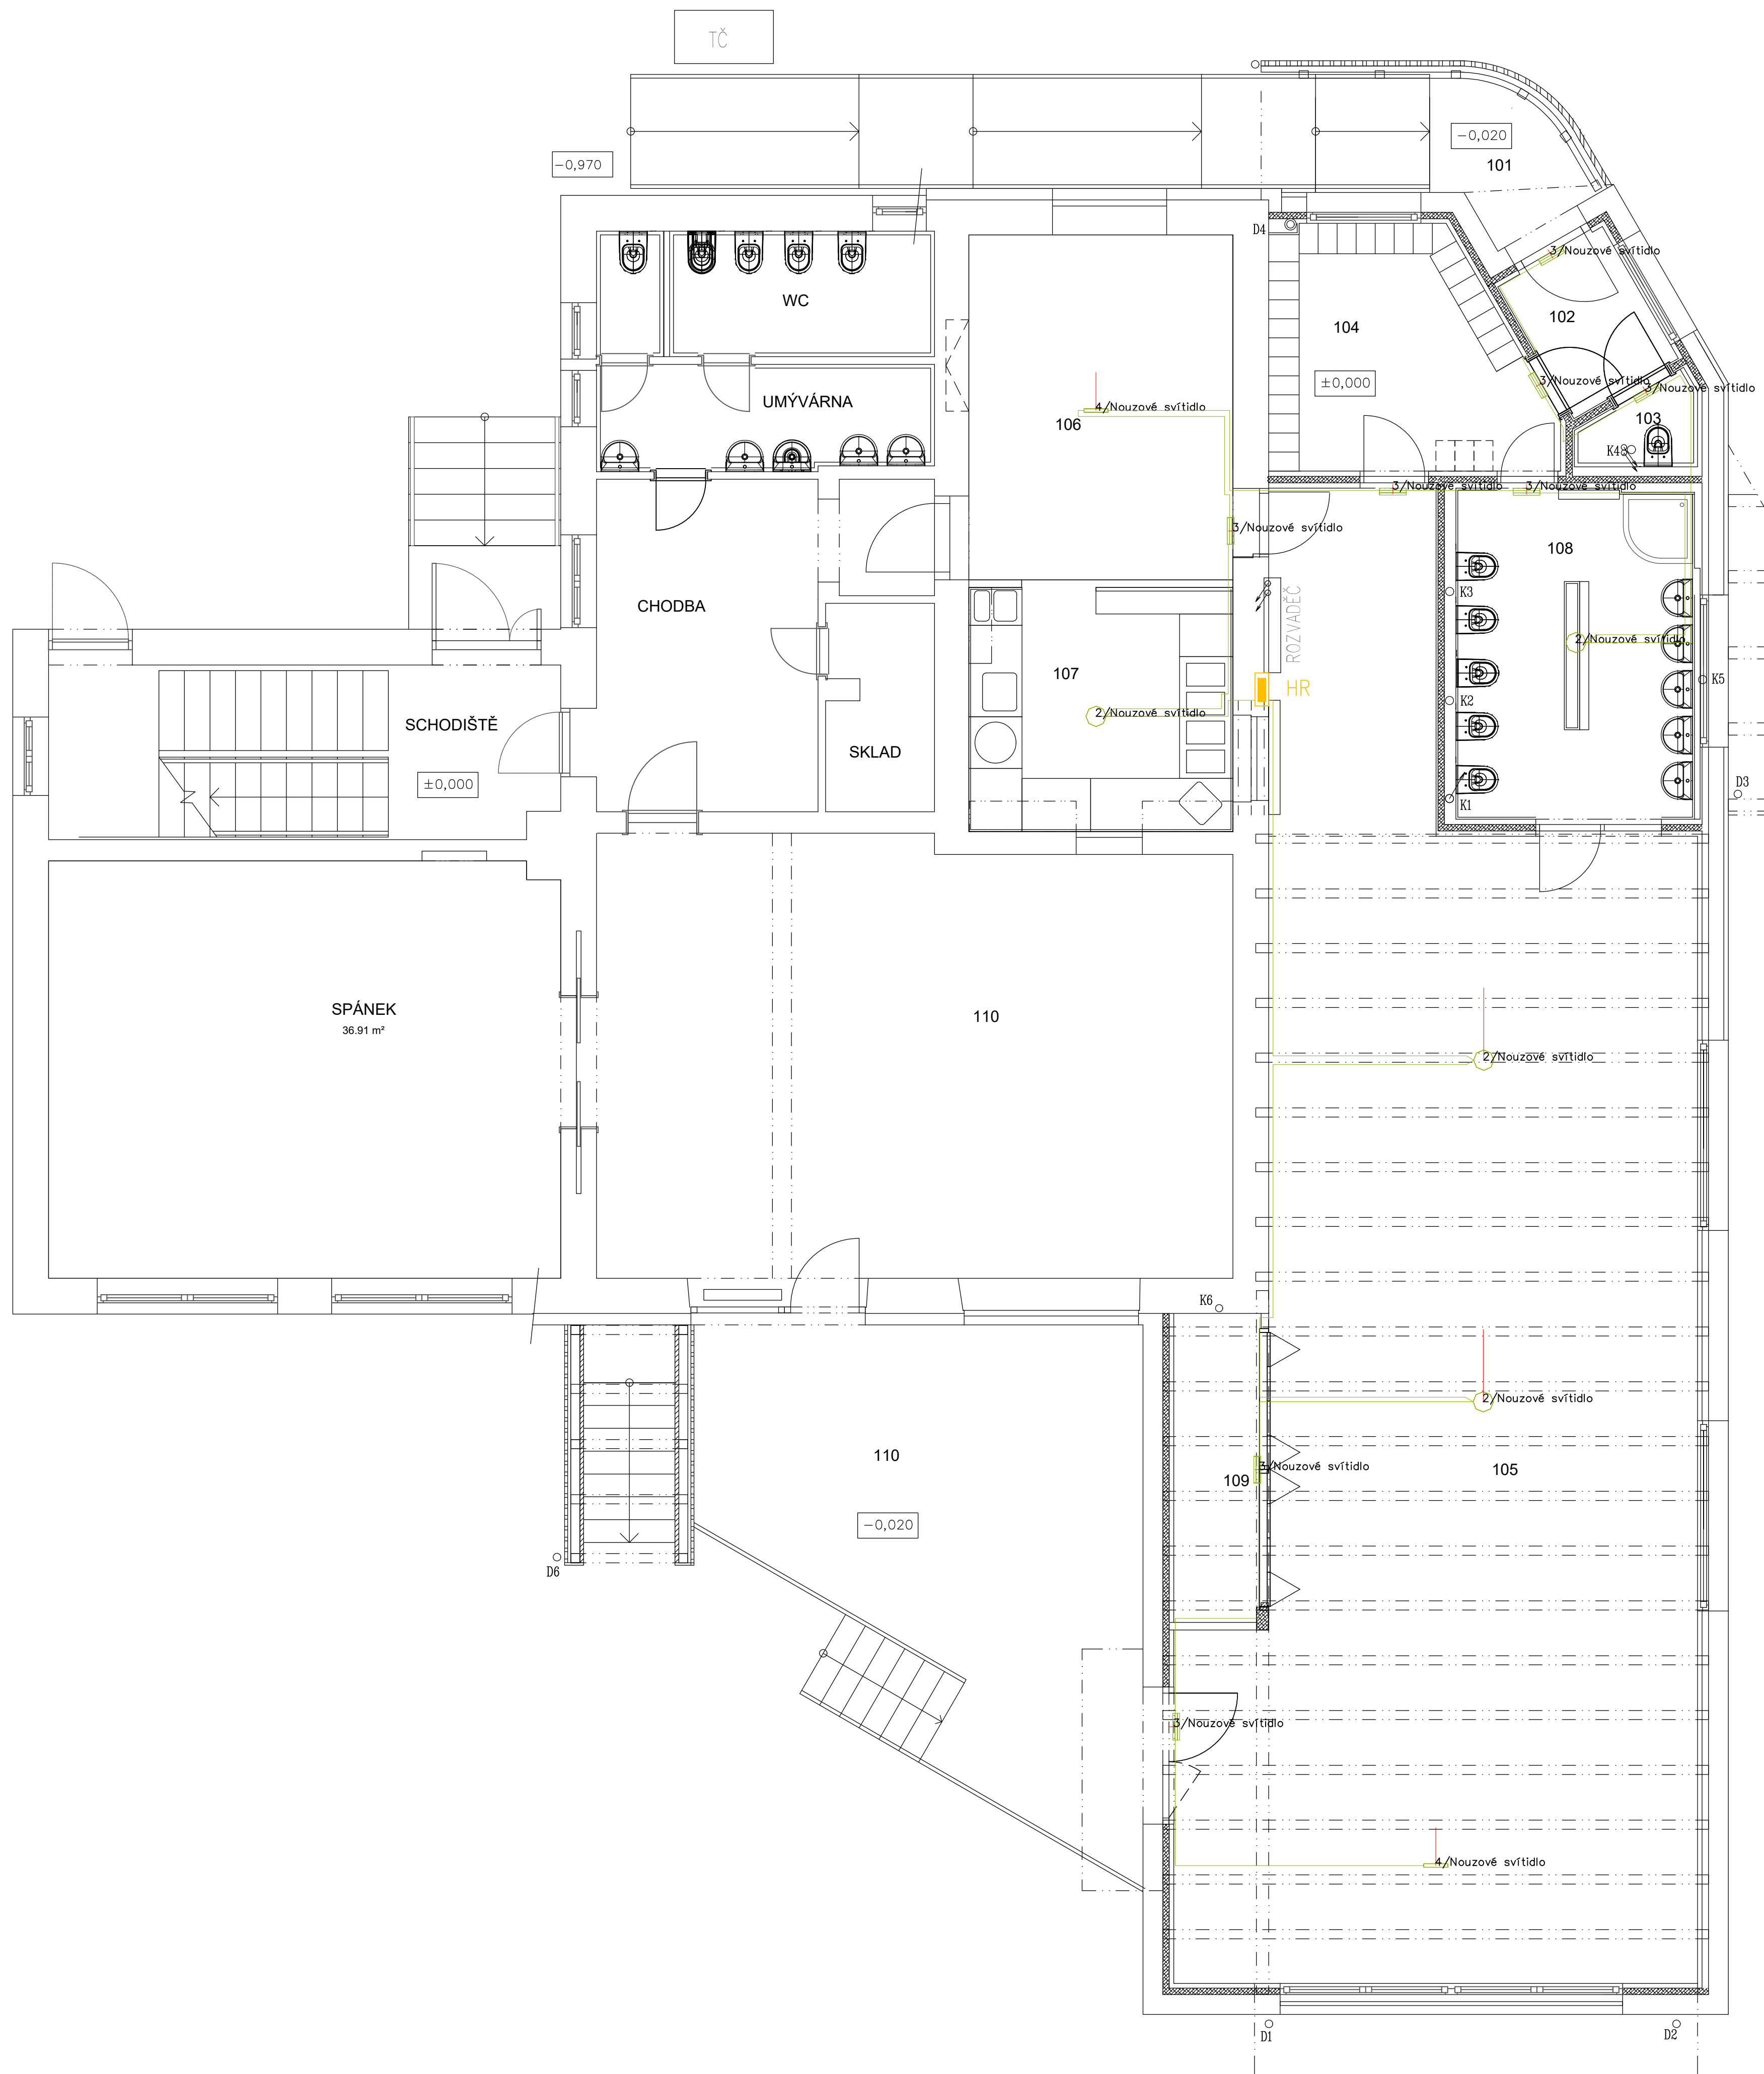 TČ
-0,020
-0,970
101
D4
3/Nouzové svítidlo
WC
102
104
3/Nouzové svítidlo
±0,000
3/Nouzové svítidlo
UMÝVÁRNA
4/Nouzové svítidlo
103
106
K4
3/Nouzové svítidlo
3/Nouzové svítidlo
3/Nouzové svítidlo
108
K3
CHODBA
ROZVADĚČ
2/Nouzové svítidlo
107
K5
HR
K2
2/Nouzové svítidlo
SCHODIŠTĚ
SKLAD
±0,000
D3
K1
SPÁNEK
36.91 m²
110
2/Nouzové svítidlo
K6
2/Nouzové svítidlo
110
3/Nouzové svítidlo
105
109
-0,020
D6
3/Nouzové svítidlo
4/Nouzové svítidlo
D1
D2